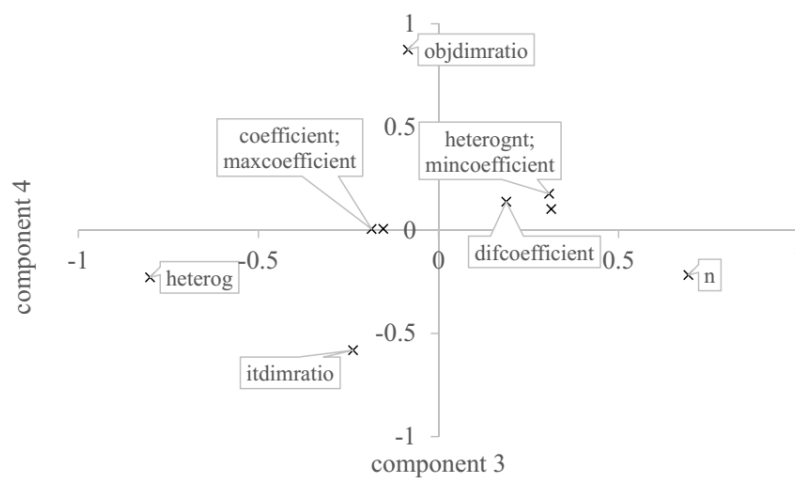 1
objdimratio
coefficient;
maxcoefficient
0.5
heterognt;
mincoefficient
component 4
0
difcoefficient
-1
-0.5
0
0.5
heterog
n
-0.5
itdimratio
-1
component 3